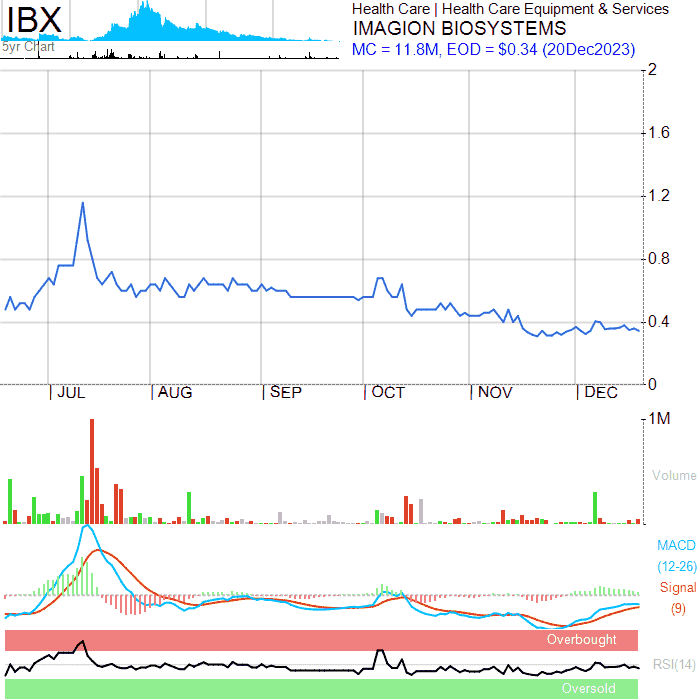 IBX
5yr Chart
Health Care | Health Care Equipment & Services
IMAGION BIOSYSTEMS
MC = 11.8M, EOD = $0.34 (20Dec2023)
2
1.6
1.2
0.8
0.4
0
JUL AUG SEP OCT NOV DEC
1M
Volume
MACD
(12-26)
Signal
(9)
Overbought
RSI(14)
Oversold